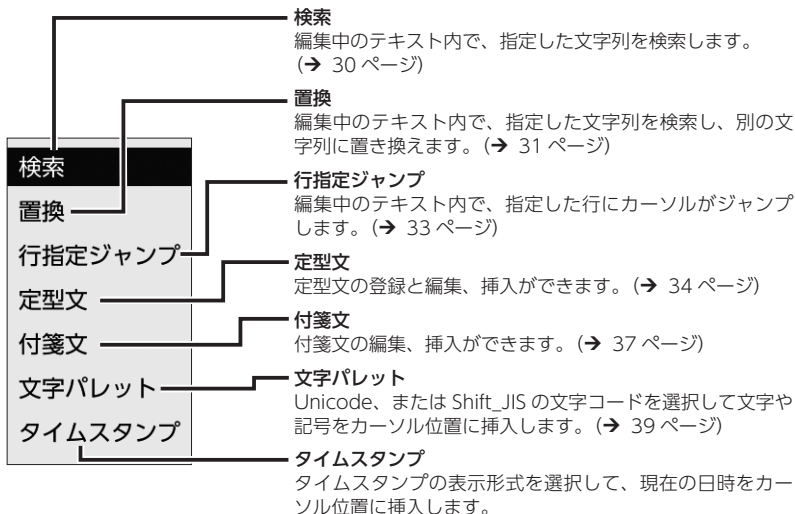 検索
置換
行指定ジャンプ
定型文
付箋文
文字パレット
タイムスタンプ
検索
編集中のテキスト内で、指定した文字列を検索します。
(➔ 30 ページ)
置換
編集中のテキスト内で、指定した文字列を検索し、別の文
字列に置き換えます。(➔ 31 ページ)
行指定ジャンプ
編集中のテキスト内で、指定した行にカーソルがジャンプ
します。(➔ 33 ページ)
定型文
定型文の登録と編集、挿入ができます。(➔ 34 ページ)
付箋文
付箋文の編集、挿入ができます。(➔ 37 ページ)
文字パレット
Unicode、または Shift_JIS の文字コードを選択して文字や
記号をカーソル位置に挿入します。(➔ 39 ページ)
タイムスタンプ
タイムスタンプの表示形式を選択して、現在の日時をカー
ソル位置に挿入します。